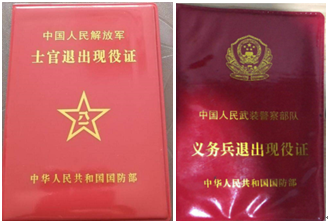 中国人民解放军
士官退出现役证
八一
中华人民共和国国防部
中国人民武装警察部队
义务兵退出现役证
中华人民共和国国防部